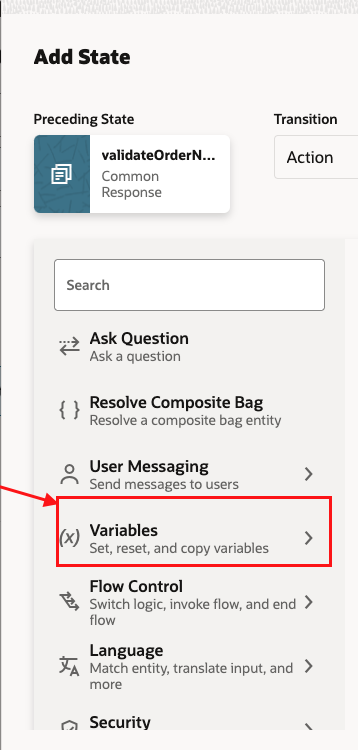 Add State
Preceding State
Transition
validateOrderN...
Common
Response
Action
Search
Ask Question
Ask a question
{ }
Resolve Composite Bag
Resolve a composite bag entity
User Messaging
Send messages to users
(x)
Variables
Set, reset, and copy variables
Flow Control
Switch logic, invoke flow, and end
flow
Language
Match entity, translate input, and
more
Security